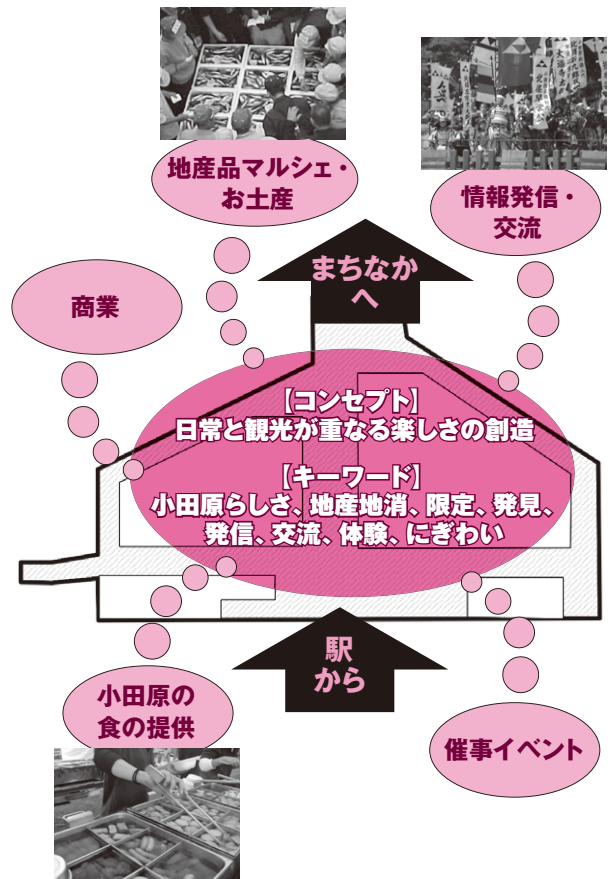 地産品マルシェ・
お土産
情報発信・
交流
まちなか
へ
商業
【コンセプト】
日常と観光が重なる楽しさの創造
【キーワード】
小田原らしさ、地産地消、限定、発見、
発信、交流、体験、にぎわい
駅
から
小田原の
食の提供
催事イベント